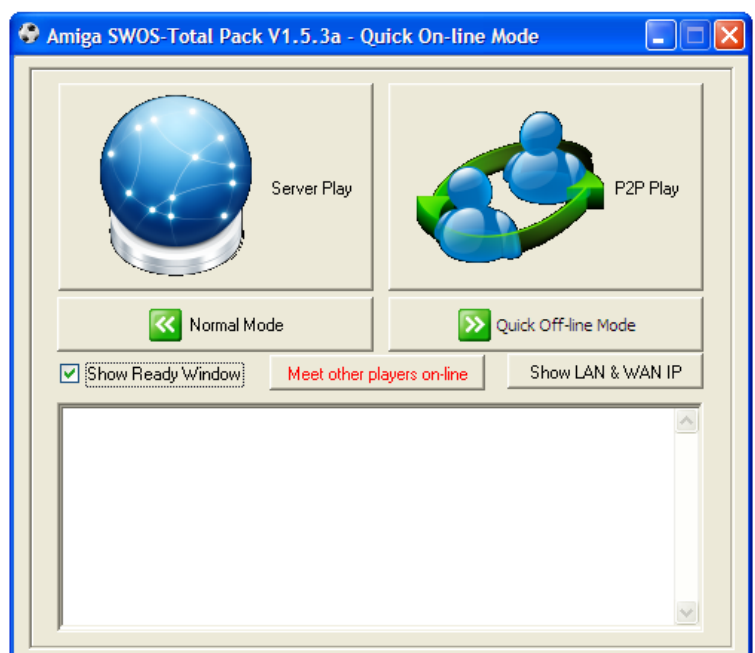 Amiga SWOS-Total Pack V1.5.3a - Quick On-line Mode
Server Play
P2P Play
Normal Mode
Quick Off-line Mode
Show Ready Window
Meet other players on-line
Show LAN & WAN IP